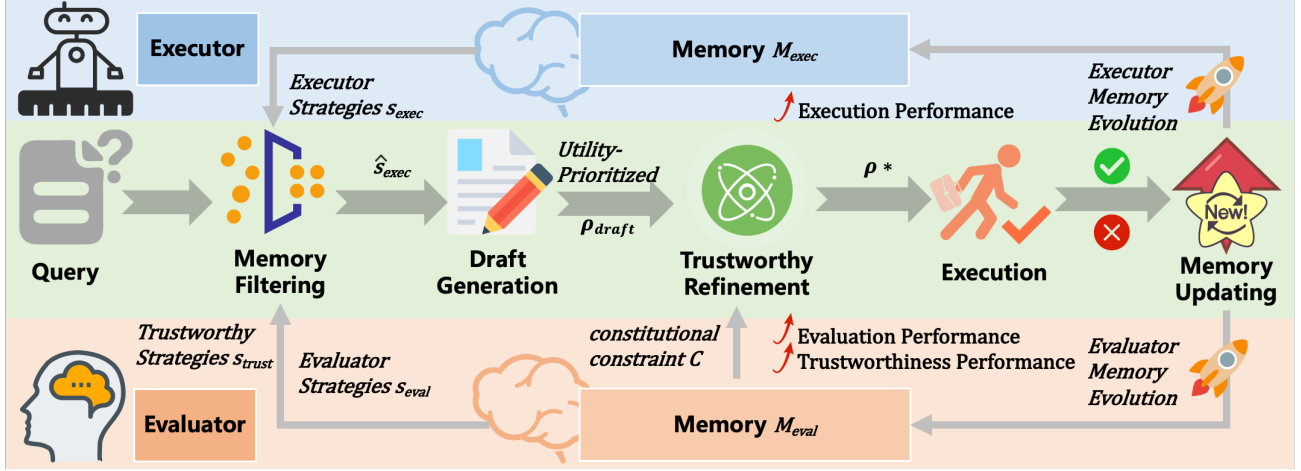 Executor
Memory M_exec
Executor
Strategies s_exec
Execution Performance
Executor
Memory
Evolution
?
ŝ_exec
Utility-
Prioritized
ρ_draft
ρ *
New!
Query
Memory
Filtering
Draft
Generation
Trustworthy
Refinement
Execution
Memory
Updating
Trustworthy
Strategies s_trust
Evaluator
Strategies s_eval
constitutional
constraint C
Evaluation Performance
Trustworthiness Performance
Evaluator
Memory
Evolution
...
Evaluator
Memory M_eval